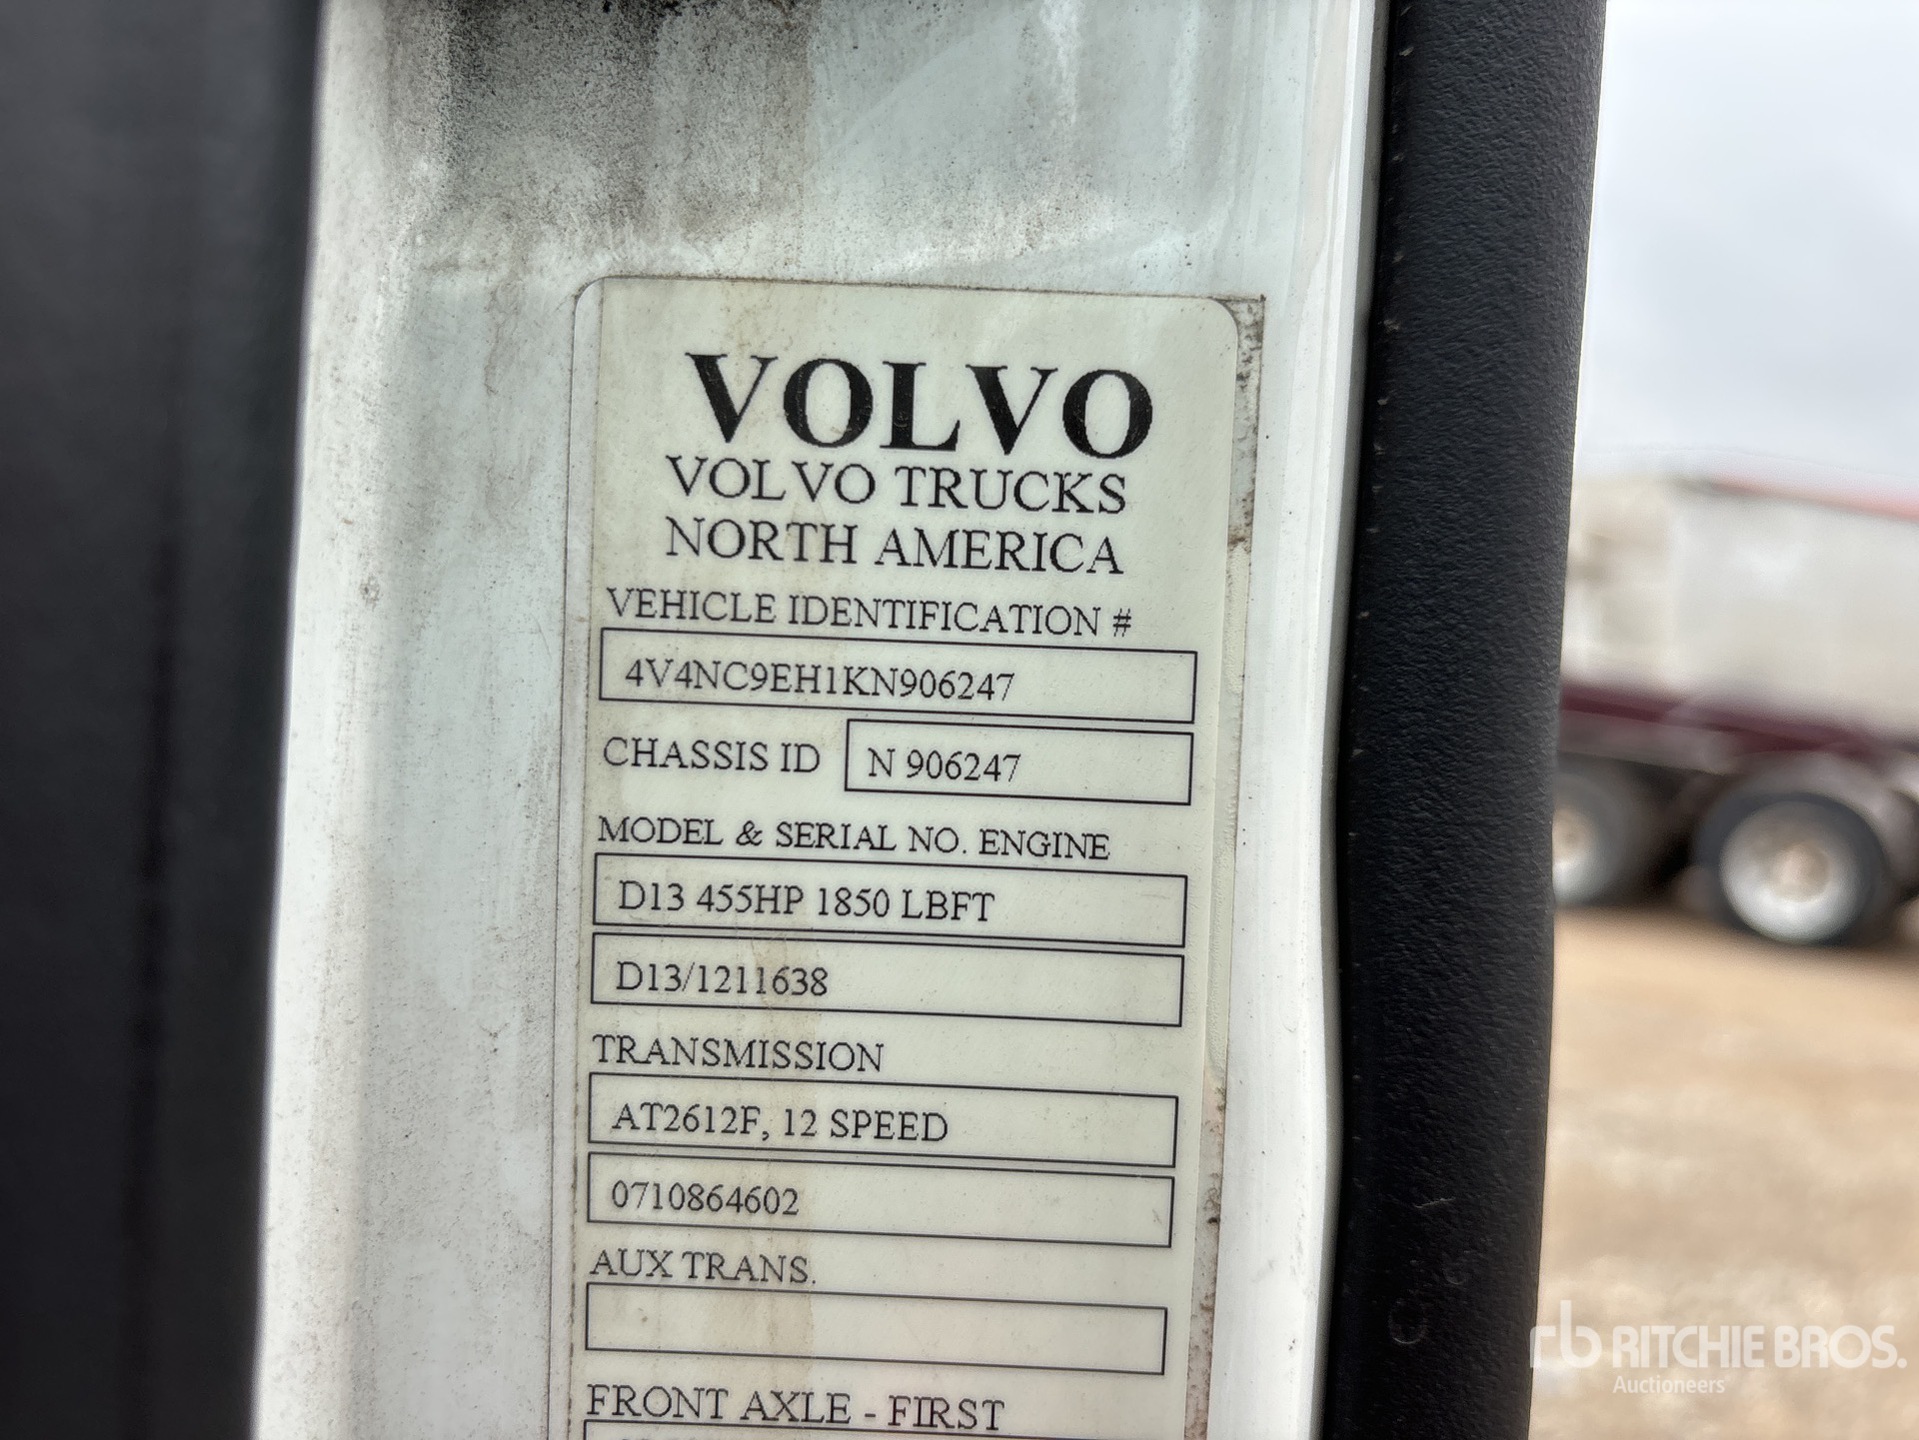 VOLVO
VOLVO TRUCKS
NORTH AMERICA
VEHICLE IDENTIFICATION #
4V4NC9EH1KN906247
CHASSIS ID N 906247
MODEL & SERIAL NO. ENGINE
D13 455HP 1850 LBFT
D13/1211638
TRANSMISSION
AT2612F, 12 SPEED
0710864602
AUX TRANS.
FRONT AXLE - FIRST
rb RITCHIE BROS.
Auctioneers